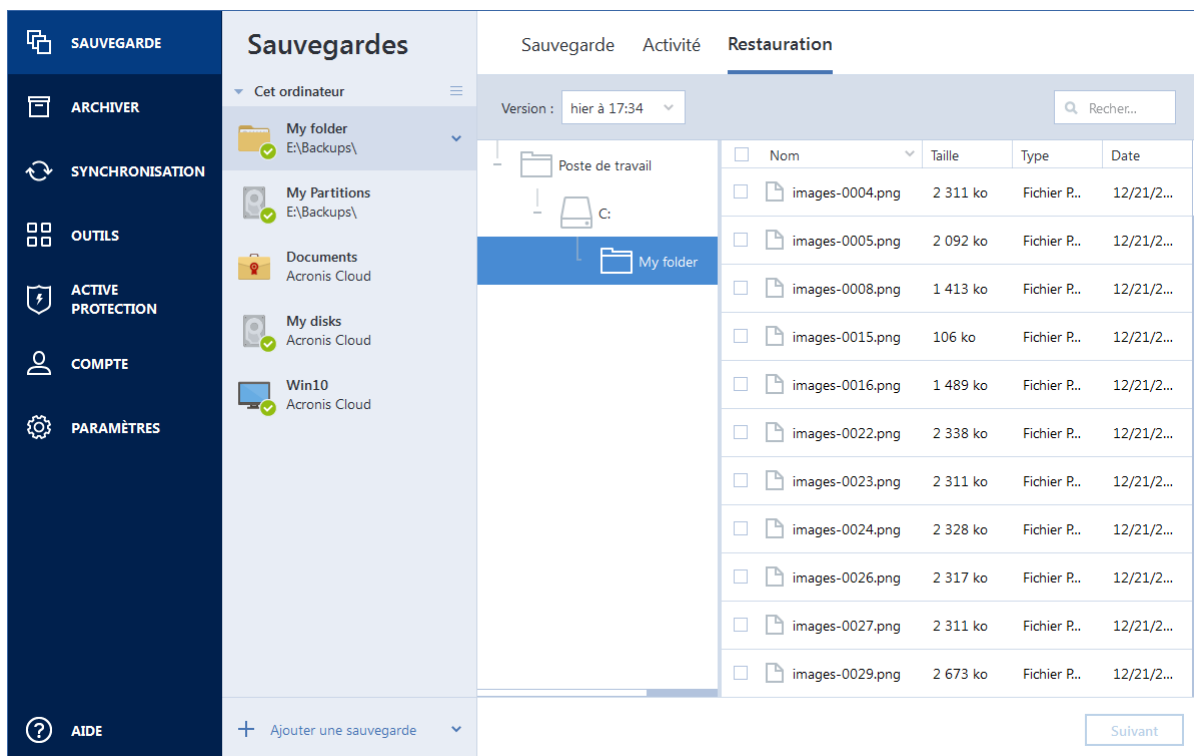 SAUVEGARDE
ARCHIVER
SYNCHRONISATION
OUTILS
ACTIVE
PROTECTION
COMPTE
PARAMÈTRES
AIDE
Sauvegardes
Cet ordinateur
My folder
E:\Backups\
My Partitions
E:\Backups\
Documents
Acronis Cloud
My disks
Acronis Cloud
Win10
Acronis Cloud
Ajouter une sauvegarde
Sauvegarde Activité Restauration
Version : hier à 17:34 Recher...
Poste de travail
C:
My folder
Nom Taille Type Date
images-0004.png 2 311 ko Fichier P... 12/21/2...
images-0005.png 2 092 ko Fichier P... 12/21/2...
images-0008.png 1 413 ko Fichier P... 12/21/2...
images-0015.png 106 ko Fichier P... 12/21/2...
images-0016.png 1 489 ko Fichier P... 12/21/2...
images-0022.png 2 338 ko Fichier P... 12/21/2...
images-0023.png 2 311 ko Fichier P... 12/21/2...
images-0024.png 2 328 ko Fichier P... 12/21/2...
images-0026.png 2 317 ko Fichier P... 12/21/2...
images-0027.png 2 311 ko Fichier P... 12/21/2...
images-0029.png 2 673 ko Fichier P... 12/21/2...
Suivant